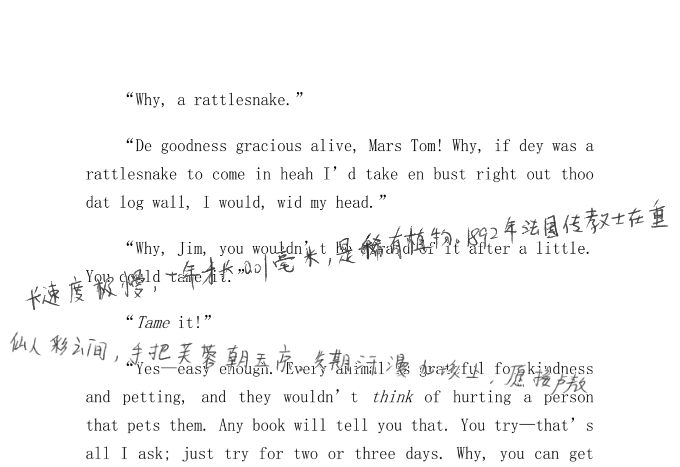 “Why, a rattlesnake.”
“De goodness gracious alive, Mars Tom! Why, if dey was a
rattlesnake to come in heah I’d take en bust right out thoo
dat log wall, I would, wid my head.”
“Why, Jim, you wouldn’t be afraid of it after a little.
You could tame it.”
长速度极慢，一年才长0.01毫米，是稀有植物。1892年法国传教士在重
“Tame it!”
仙人彩云间，手把芙蓉朝玉京。先期汗漫九垓上，愿接卢敖
“Yes—easy enough. Every animal is grateful for kindness
and petting, and they wouldn’t think of hurting a person
that pets them. Any book will tell you that. You try—that’s
all I ask; just try for two or three days. Why, you can get